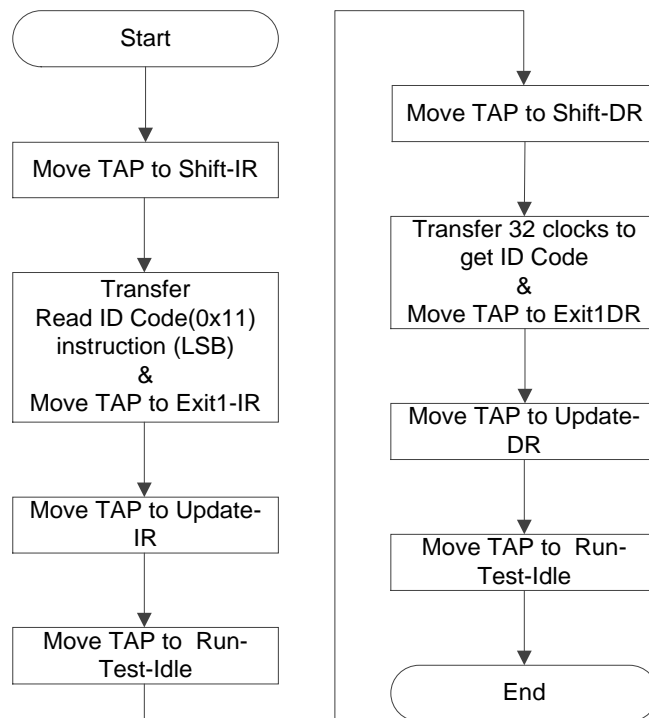 Start
Move TAP to Shift-IR
Transfer
Read ID Code(0x11)
instruction (LSB)
&
Move TAP to Exit1-IR
Move TAP to Update-
IR
Move TAP to Run-
Test-Idle
Move TAP to Shift-DR
Transfer 32 clocks to
get ID Code
&
Move TAP to Exit1DR
Move TAP to Update-
DR
Move TAP to Run-
Test-Idle
End